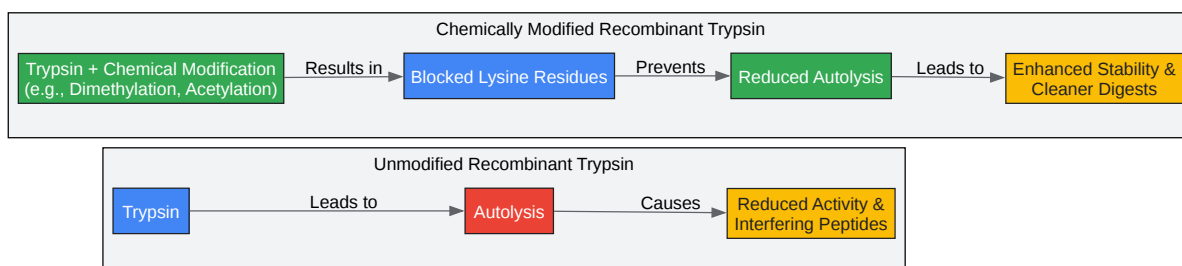 Chemically Modified Recombinant Trypsin
Trypsin + Chemical Modification
(e.g., Dimethylation, Acetylation)
Results in
Blocked Lysine Residues
Prevents
Reduced Autolysis
Leads to
Enhanced Stability &
Cleaner Digests
Unmodified Recombinant Trypsin
Trypsin
Leads to
Autolysis
Causes
Reduced Activity &
Interfering Peptides